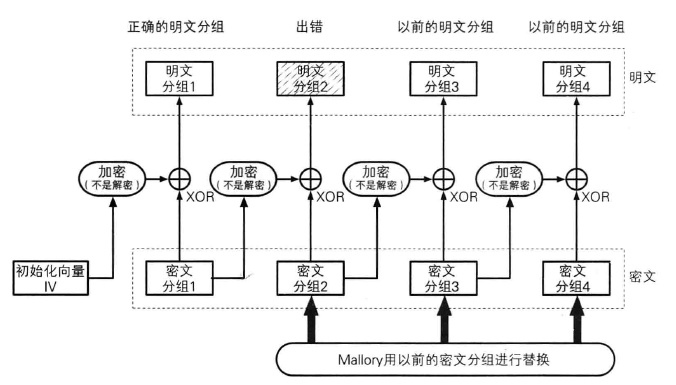 正确的明文分组 出错 以前的明文分组 以前的明文分组
明文 明文 明文 明文
分组1 分组2 分组3 分组4
明文
加密 加密 加密 加密
(不是解密) (不是解密) (不是解密) (不是解密)
XOR XOR XOR XOR
初始化向量
IV
密文 密文 密文 密文
分组1 分组2 分组3 分组4
密文
Mallory用以前的密文分组进行替换